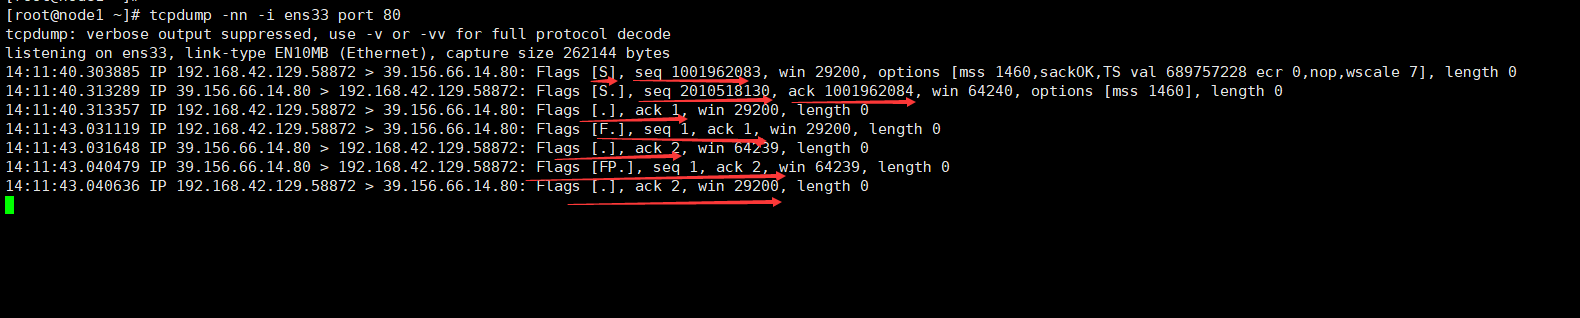 [root@node1 ~]#
[root@node1 ~]# tcpdump -nn -i ens33 port 80
tcpdump: verbose output suppressed, use -v or -vv for full protocol decode
listening on ens33, link-type EN10MB (Ethernet), capture size 262144 bytes
14:11:40.303885 IP 192.168.42.129.58872 > 39.156.66.14.80: Flags [S], seq 1001962083, win 29200, options [mss 1460,sackOK,TS val 689757228 ecr 0,nop,wscale 7], length 0
14:11:40.313289 IP 39.156.66.14.80 > 192.168.42.129.58872: Flags [S.], seq 2010518130, ack 1001962084, win 64240, options [mss 1460], length 0
14:11:40.313357 IP 192.168.42.129.58872 > 39.156.66.14.80: Flags [.], ack 1, win 29200, length 0
14:11:43.031119 IP 192.168.42.129.58872 > 39.156.66.14.80: Flags [F.], seq 1, ack 1, win 29200, length 0
14:11:43.031648 IP 39.156.66.14.80 > 192.168.42.129.58872: Flags [.], ack 2, win 64239, length 0
14:11:43.040479 IP 39.156.66.14.80 > 192.168.42.129.58872: Flags [FP.], seq 1, ack 2, win 64239, length 0
14:11:43.040636 IP 192.168.42.129.58872 > 39.156.66.14.80: Flags [.], ack 2, win 29200, length 0